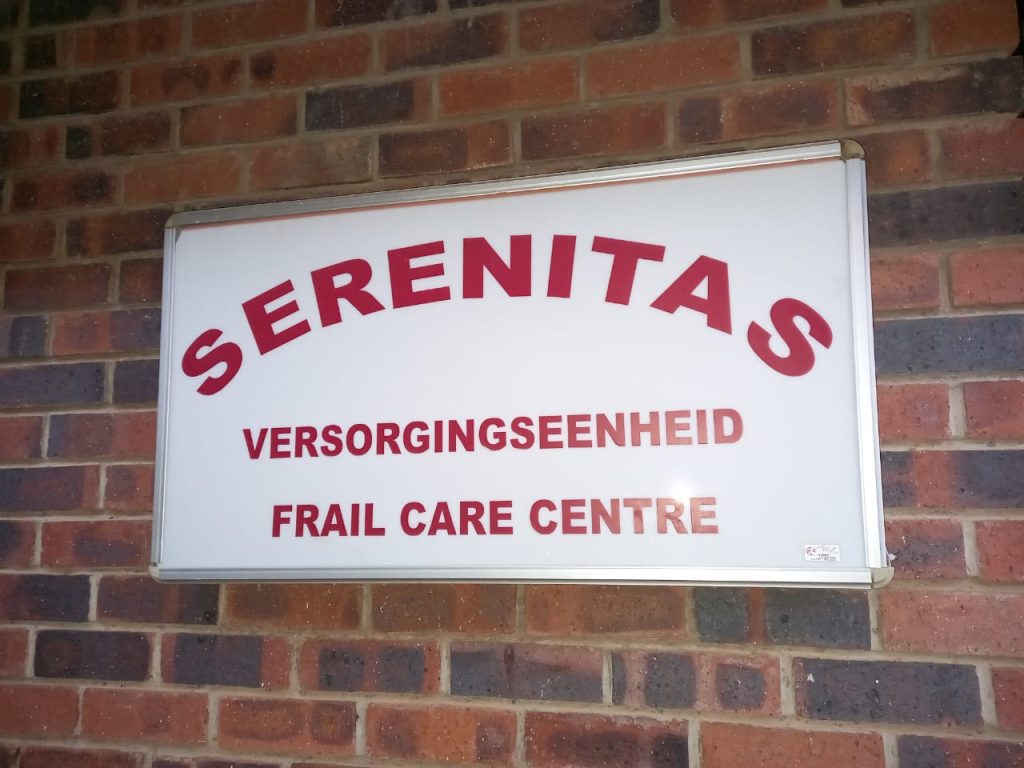 SERENITAS
VERSORGINGSEENHEID
FRAIL CARE CENTRE